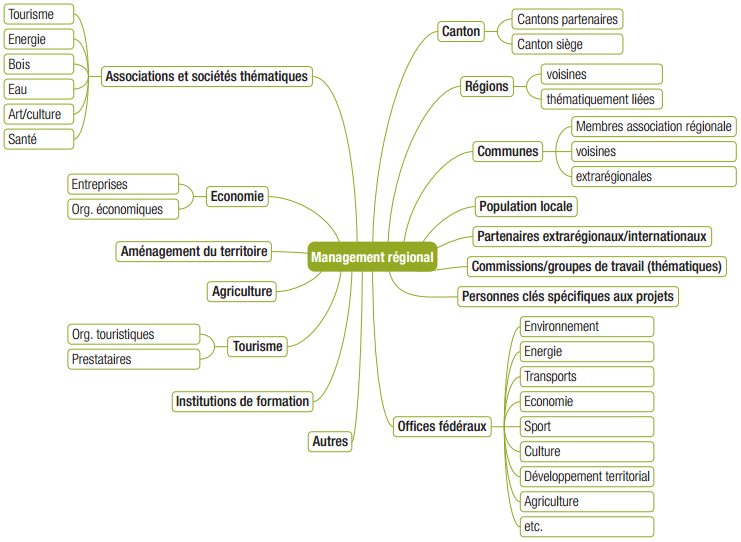 Management régional
Canton
Cantons partenaires
Canton siège
Régions
voisines
thématiquement liées
Communes
Membres association régionale
voisines
extrarégionales
Population locale
Partenaires extrarégionaux/internationaux
Commissions/groupes de travail (thématiques)
Personnes clés spécifiques aux projets
Offices fédéraux
Environnement
Energie
Transports
Economie
Sport
Culture
Développement territorial
Agriculture
etc.
Associations et sociétés thématiques
Tourisme
Energie
Bois
Eau
Art/culture
Santé
Economie
Entreprises
Org. économiques
Aménagement du territoire
Agriculture
Tourisme
Org. touristiques
Prestataires
Institutions de formation
Autres